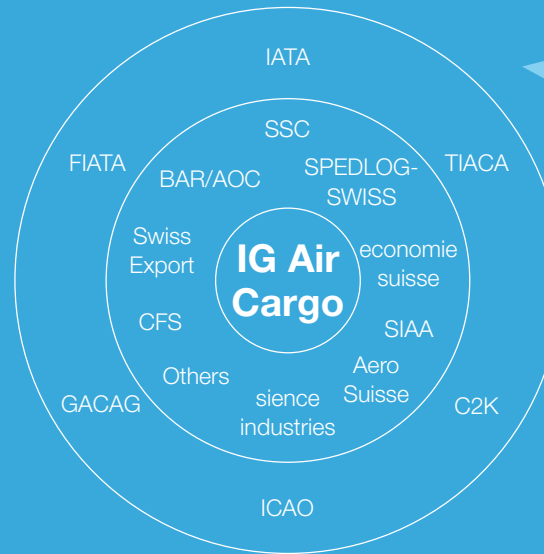 IATA
SSC
FIATA
TIACA
BAR/AOC
SPEDLOG-
SWISS
Swiss
Export
IG Air
Cargo
economie
suisse
CFS
SIAA
Others
Aero
Suisse
sience
industries
GACAG
C2K
ICAO